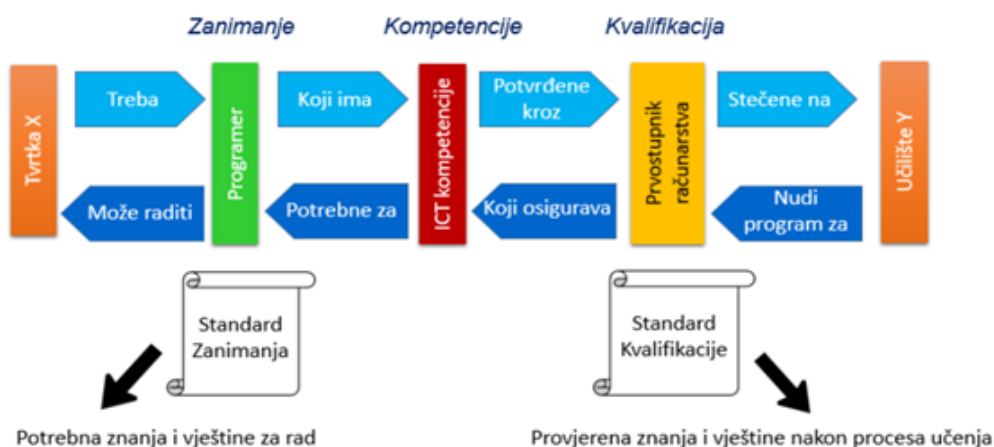 Zanimanje
Kompetencije
Kvalifikacija
Tvrtka X
Treba
Programer
Koji ima
ICT kompetencije
Potvrđene
kroz
Prvostupnik
računarstva
Stečene na
Učilište Y
Može raditi
Potrebne za
Koji osigurava
Nudi
program za
Standard
Zanimanja
Standard
Kvalifikacije
Potrebna znanja i vještine za rad
Provjerena znanja i vještine nakon procesa učenja